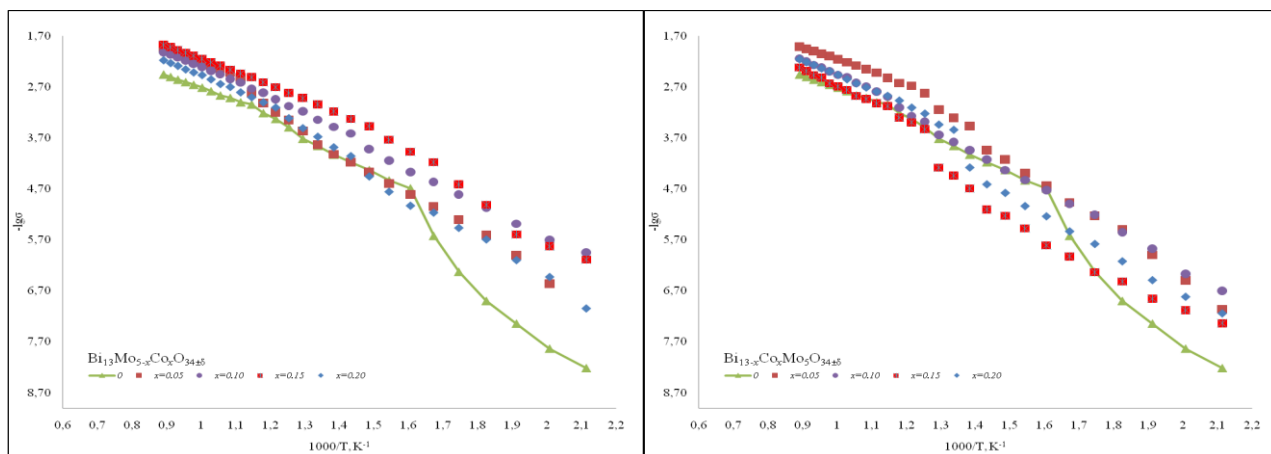 1,70
2,70
3,70
4,70
5,70
6,70
7,70
8,70
-lgσ
Bi₁₃Mo₅₋ₓCoₓO₃₄±δ
0 x=0.05 x=0.10 x=0.15 x=0.20
0,6 0,7 0,8 0,9 1 1,1 1,2 1,3 1,4 1,5 1,6 1,7 1,8 1,9 2 2,1 2,2
1000/T, K⁻¹
1,70
2,70
3,70
4,70
5,70
6,70
7,70
8,70
-lgσ
Bi₁₃₋ₓCoₓMo₅O₃₄±δ
0 x=0.05 x=0.10 x=0.15 x=0.20
0,6 0,7 0,8 0,9 1 1,1 1,2 1,3 1,4 1,5 1,6 1,7 1,8 1,9 2 2,1 2,2
1000/T, K⁻¹